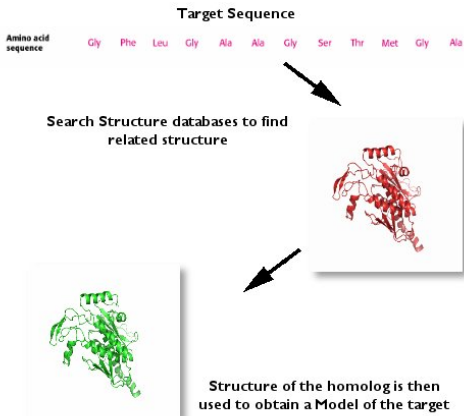 Target Sequence
Amino acid
sequence
Gly Phe Leu Gly Ala Ala Gly Ser Thr Met Gly Ala
Search Structure databases to find
related structure
Structure of the homolog is then
used to obtain a Model of the target